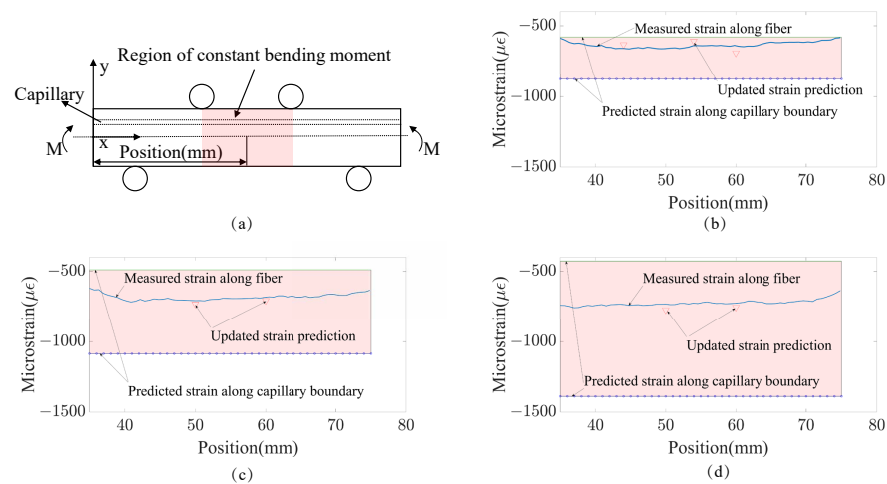 y
Region of constant bending moment
Capillary
x
M
Position(mm)
M
(a)
−500
−1000
−1500
Microstrain(με)
Measured strain along fiber
Updated strain prediction
Predicted strain along capillary boundary
40 50 60 70 80
Position(mm)
(b)
−500
−1000
−1500
Microstrain(με)
Measured strain along fiber
Updated strain prediction
Predicted strain along capillary boundary
40 50 60 70 80
Position(mm)
(c)
−500
−1000
−1500
Microstrain(με)
Measured strain along fiber
Updated strain prediction
Predicted strain along capillary boundary
40 50 60 70 80
Position(mm)
(d)